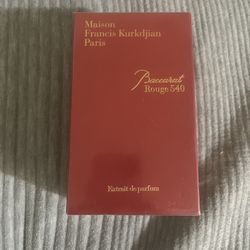 Maison
Francis Kurkdjian
Paris
Baccarat
Rouge 540
Extrait de parfum